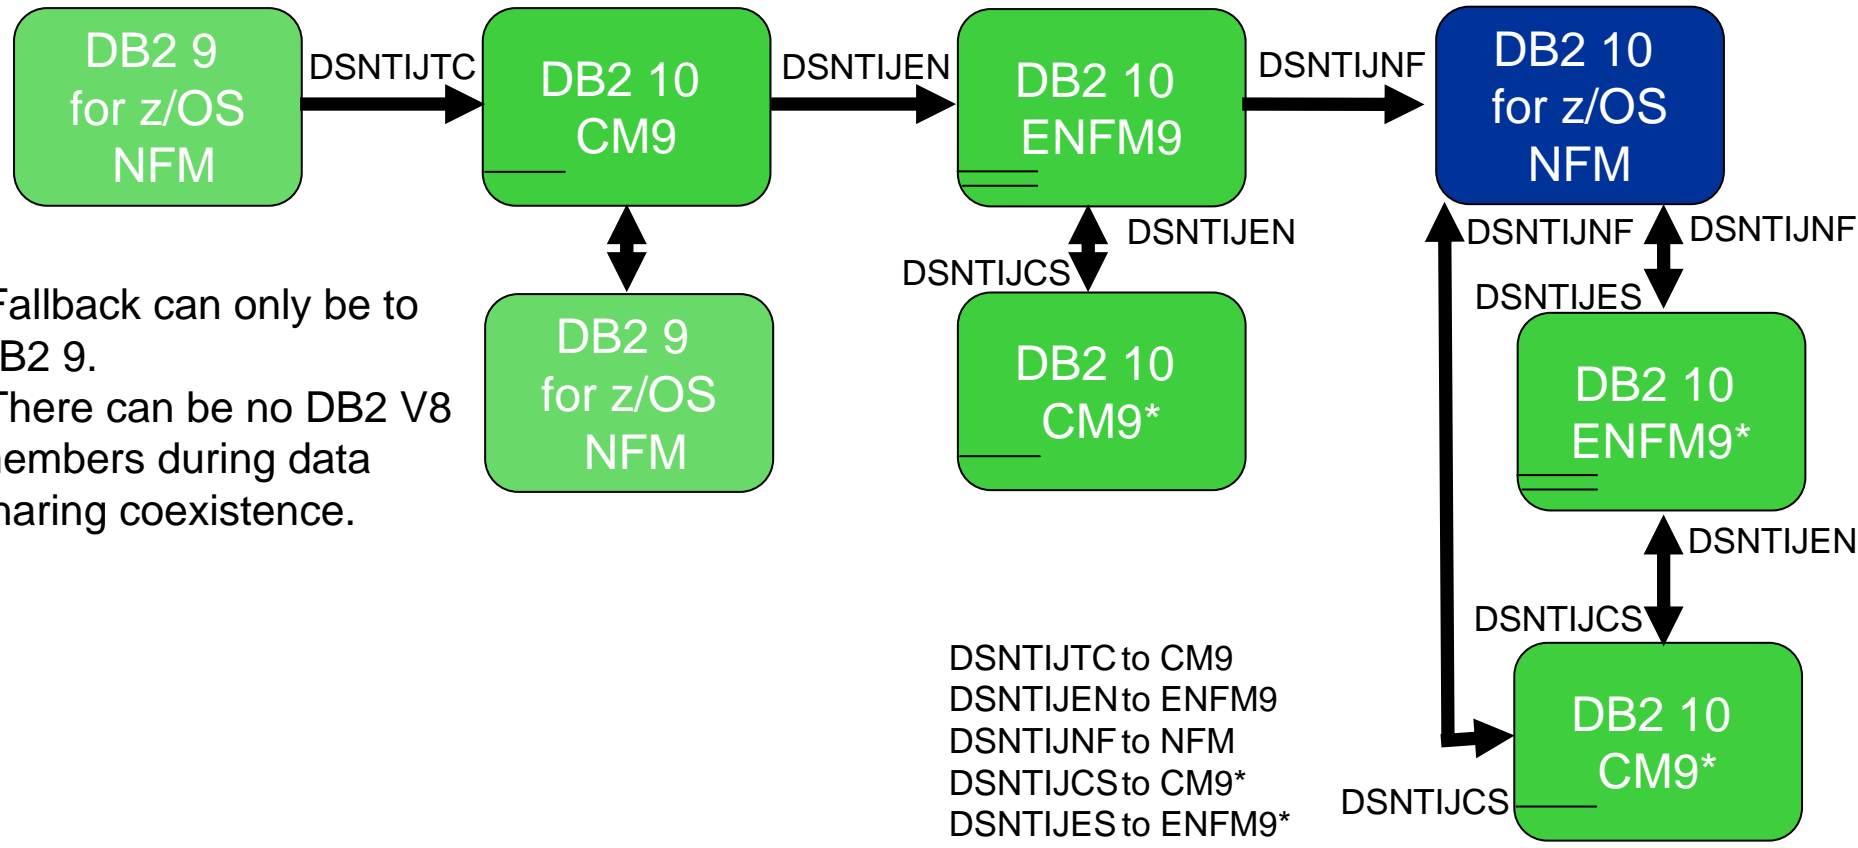 DB2 9
for z/OS
NFM
DSNTIJTC
DB2 10
CM9
DSNTIJEN
DB2 10
ENFM9
DSNTIJNF
DB2 10
for z/OS
NFM
DSNTIJEN
DSNTIJCS
DSNTIJNF
DSNTIJNF
DSNTIJES
Fallback can only be to
B2 9.
There can be no DB2 V8
embers during data
haring coexistence.
DB2 9
for z/OS
NFM
DB2 10
CM9*
DB2 10
ENFM9*
DSNTIJEN
DSNTIJCS
DB2 10
CM9*
DSNTIJCS
DSNTIJTC to CM9
DSNTIJEN to ENFM9
DSNTIJNF to NFM
DSNTIJCS to CM9*
DSNTIJES to ENFM9*